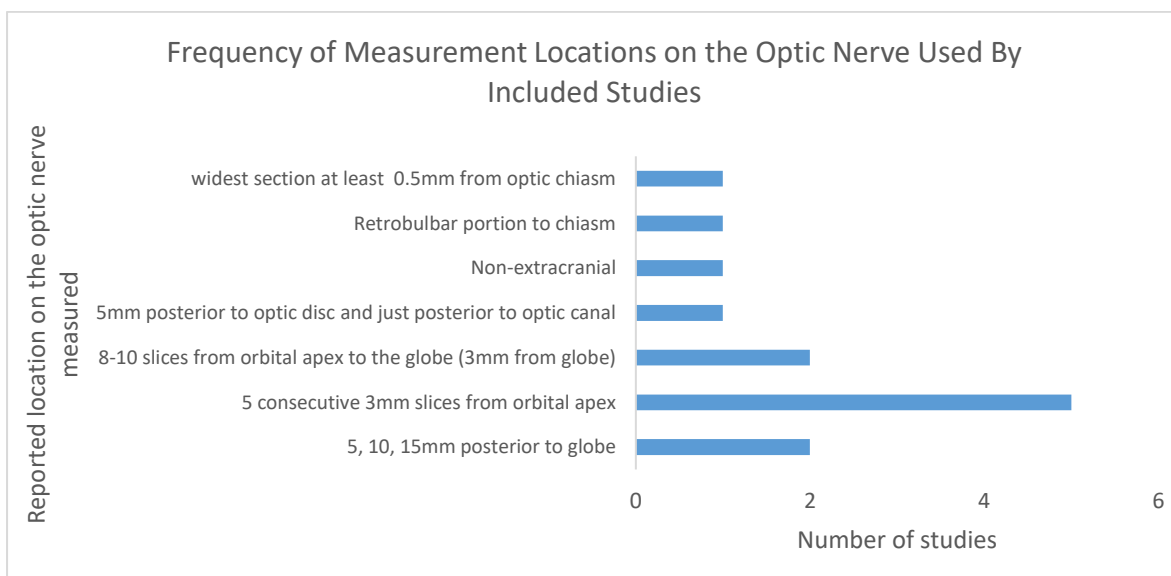 Frequency of Measurement Locations on the Optic Nerve Used By
Included Studies
Reported location on the optic nerve
measured
widest section at least  0.5mm from optic chiasm
Retrobulbar portion to chiasm
Non-extracranial
5mm posterior to optic disc and just posterior to optic canal
8-10 slices from orbital apex to the globe (3mm from globe)
5 consecutive 3mm slices from orbital apex
5, 10, 15mm posterior to globe
0 2 4 6
Number of studies